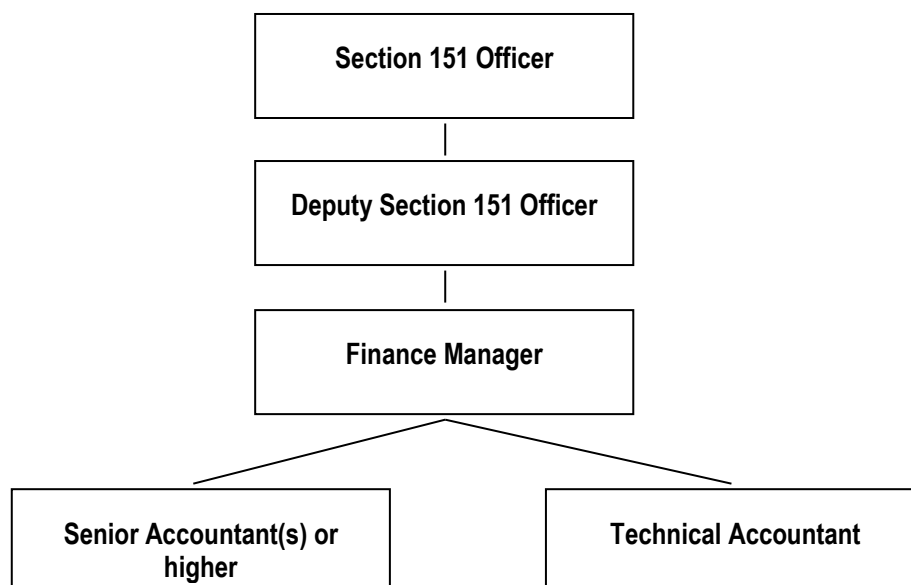 Section 151 Officer
Deputy Section 151 Officer
Finance Manager
Senior Accountant(s) or
higher
Technical Accountant